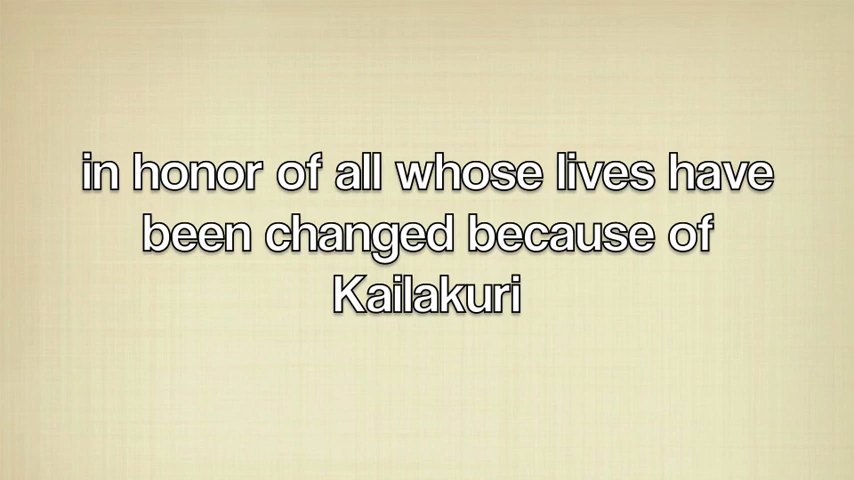 in honor of all whose lives have
been changed because of
Kailakuri